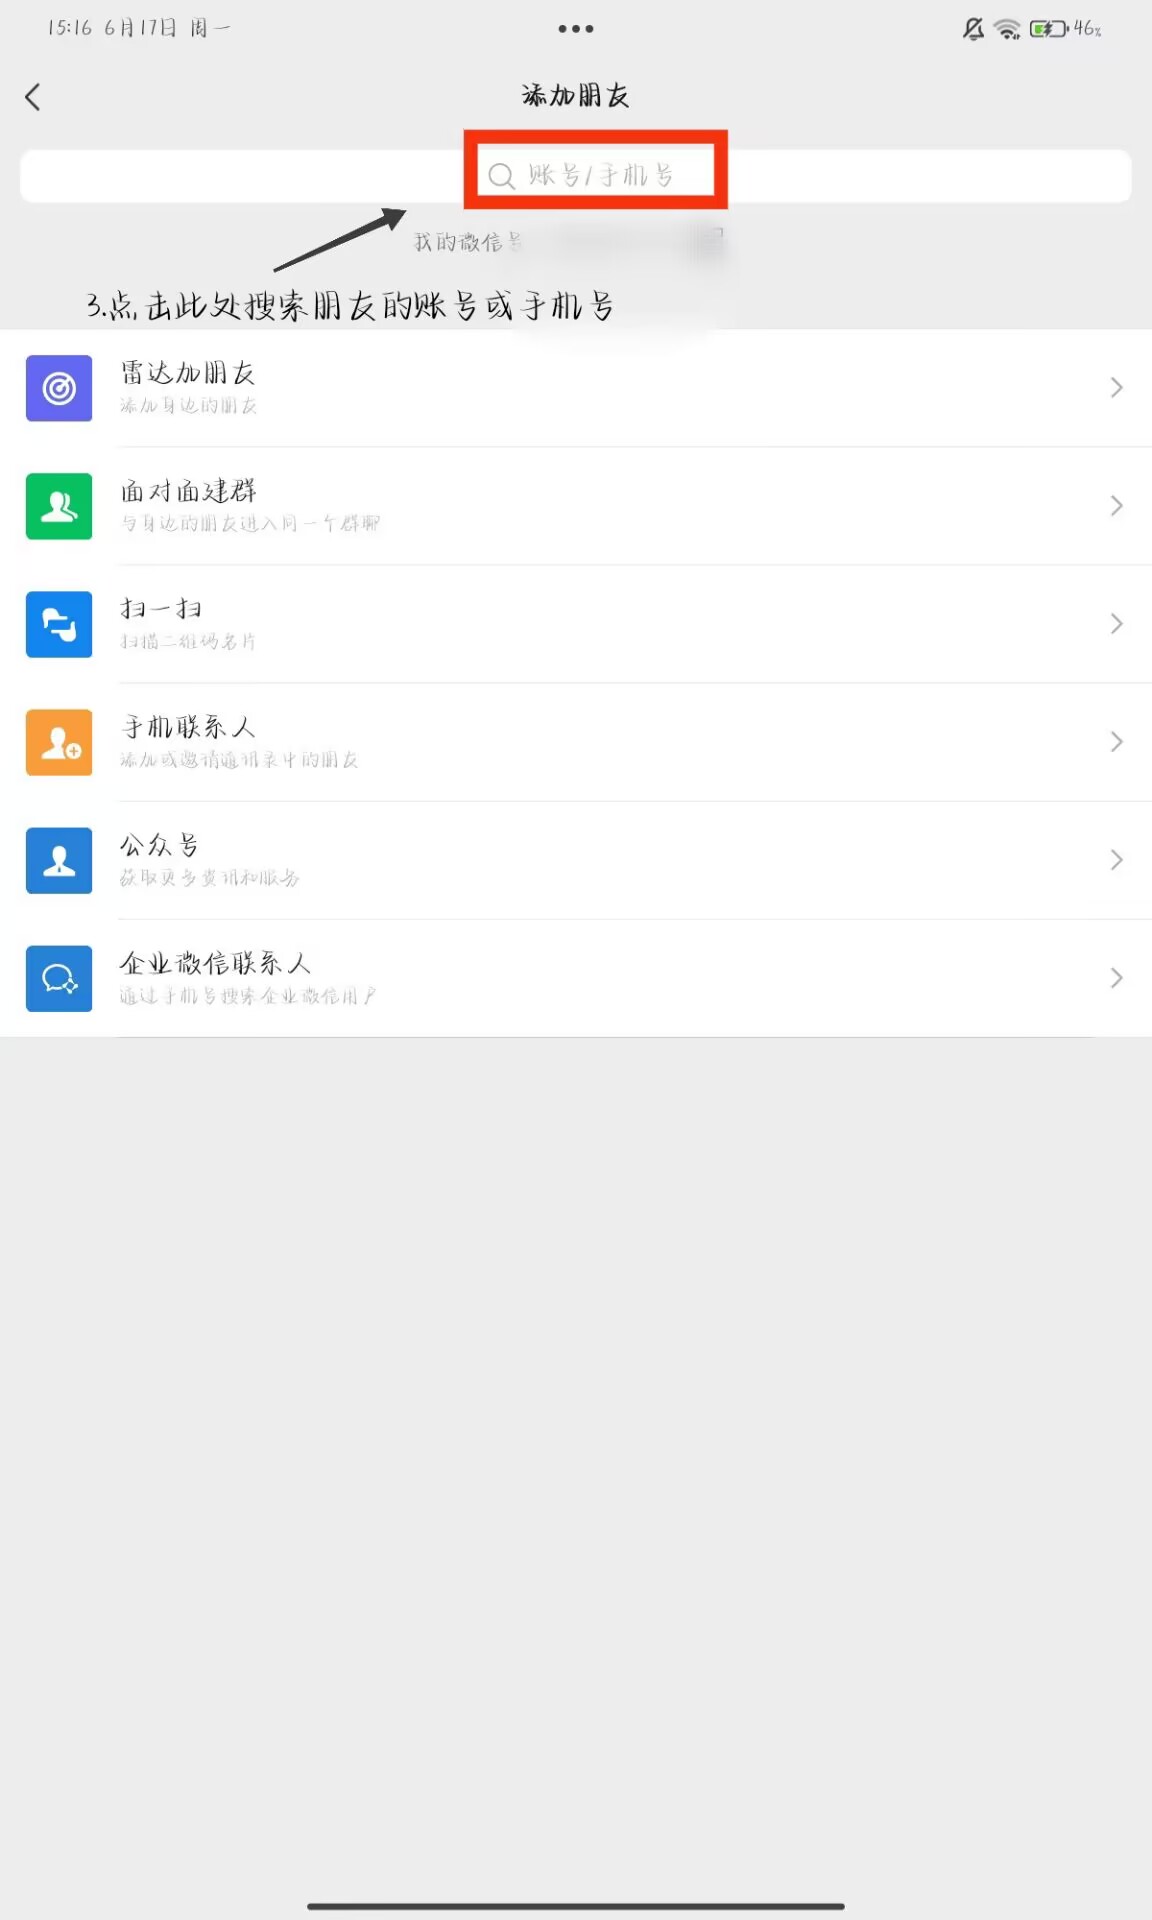 15:16 6月17日 周一
46%
添加朋友
账号/手机号
我的微信号
3.点击此处搜索朋友的账号或手机号
雷达加朋友
添加身边的朋友
面对面建群
与身边的朋友进入同一个群聊
扫一扫
扫描二维码名片
手机联系人
添加或邀请通讯录中的朋友
公众号
获取更多资讯和服务
企业微信联系人
通过手机号搜索企业微信用户